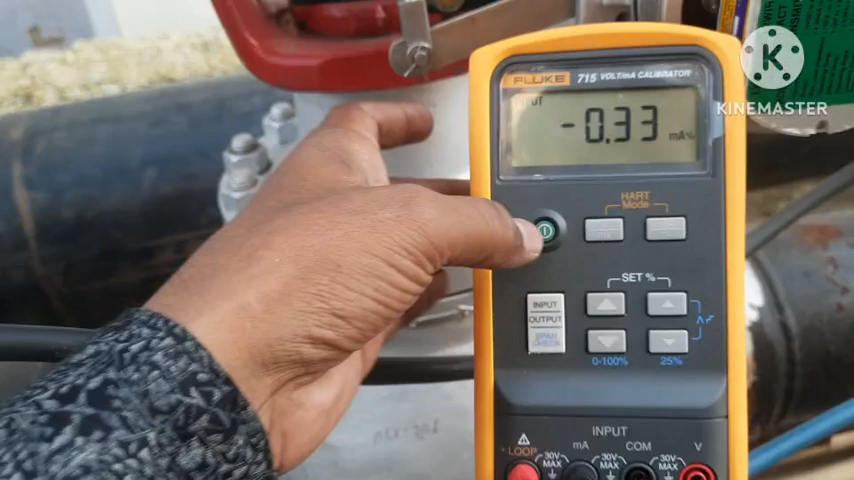 FLUKE 715 VOLT/mA CALIBRATOR
INPUT
-0.33 mA%
K
KINEMASTER
HART
Mode
SET %
INPUT
OUTPUT
SPAN
CHECK
0-100%
25%
INPUT
LOOP
30V
MAX
mA
30V
MAX
COM
30V
MAX
V